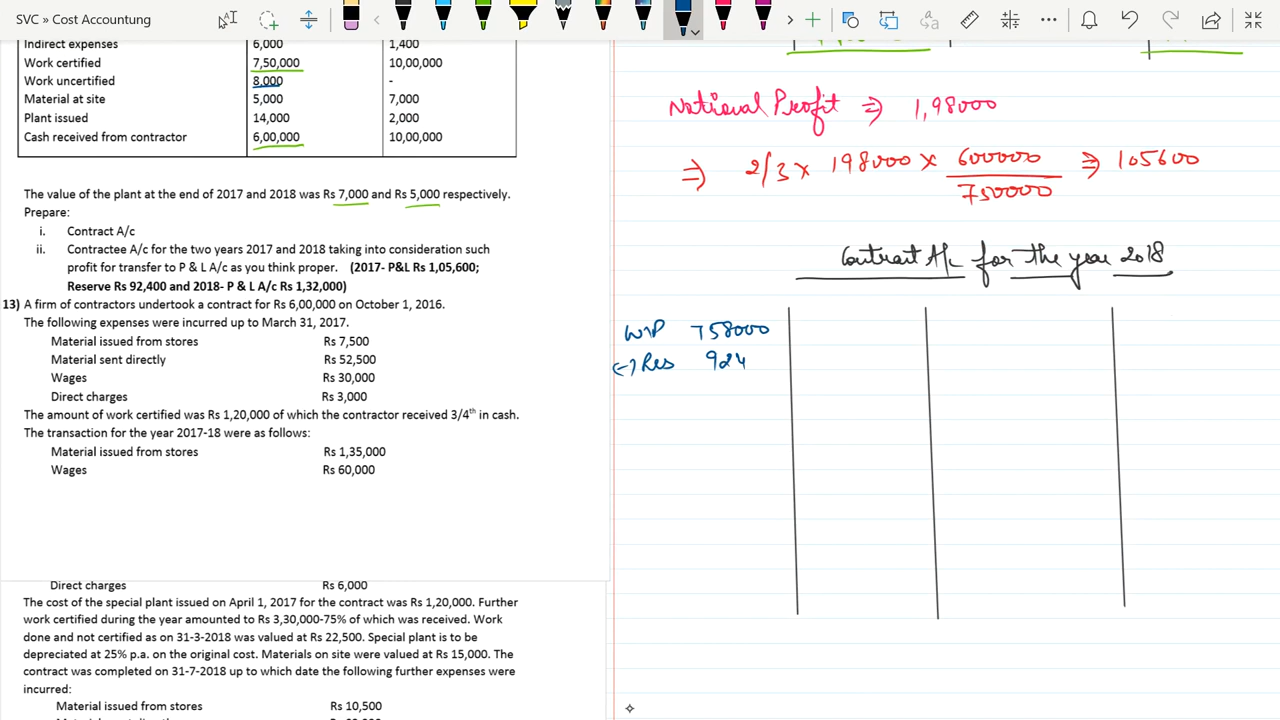 SVC » Cost Accountung
Indirect expenses 6,000 1,400
Work certified 7,50,000 10,00,000
Work uncertified 8,000 -
Material at site 5,000 7,000
Plant issued 14,000 2,000
Cash received from contractor 6,00,000 10,00,000
The value of the plant at the end of 2017 and 2018 was Rs 7,000 and Rs 5,000 respectively.
Prepare:
i. Contract A/c
ii. Contractee A/c for the two years 2017 and 2018 taking into consideration such
profit for transfer to P & L A/c as you think proper. (2017- P&L Rs 1,05,600;
Reserve Rs 92,400 and 2018- P & L A/c Rs 1,32,000)
13) A firm of contractors undertook a contract for Rs 6,00,000 on October 1, 2016.
The following expenses were incurred up to March 31, 2017.
Material issued from stores Rs 7,500
Material sent directly Rs 52,500
Wages Rs 30,000
Direct charges Rs 3,000
The amount of work certified was Rs 1,20,000 of which the contractor received 3/4th in cash.
The transaction for the year 2017-18 were as follows:
Material issued from stores Rs 1,35,000
Wages Rs 60,000
Direct charges Rs 6,000
The cost of the special plant issued on April 1, 2017 for the contract was Rs 1,20,000. Further
work certified during the year amounted to Rs 3,30,000-75% of which was received. Work
done and not certified as on 31-3-2018 was valued at Rs 22,500. Special plant is to be
depreciated at 25% p.a. on the original cost. Materials on site were valued at Rs 15,000. The
contract was completed on 31-7-2018 up to which date the following further expenses were
incurred:
Material issued from stores Rs 10,500
Notional Profit ⇒ 1,98000
⇒ 2/3 × 198000 × 600000 / 750000 ⇒ 105600
Contract A/c for the year 2018
WIP 758000
(-) Res 924